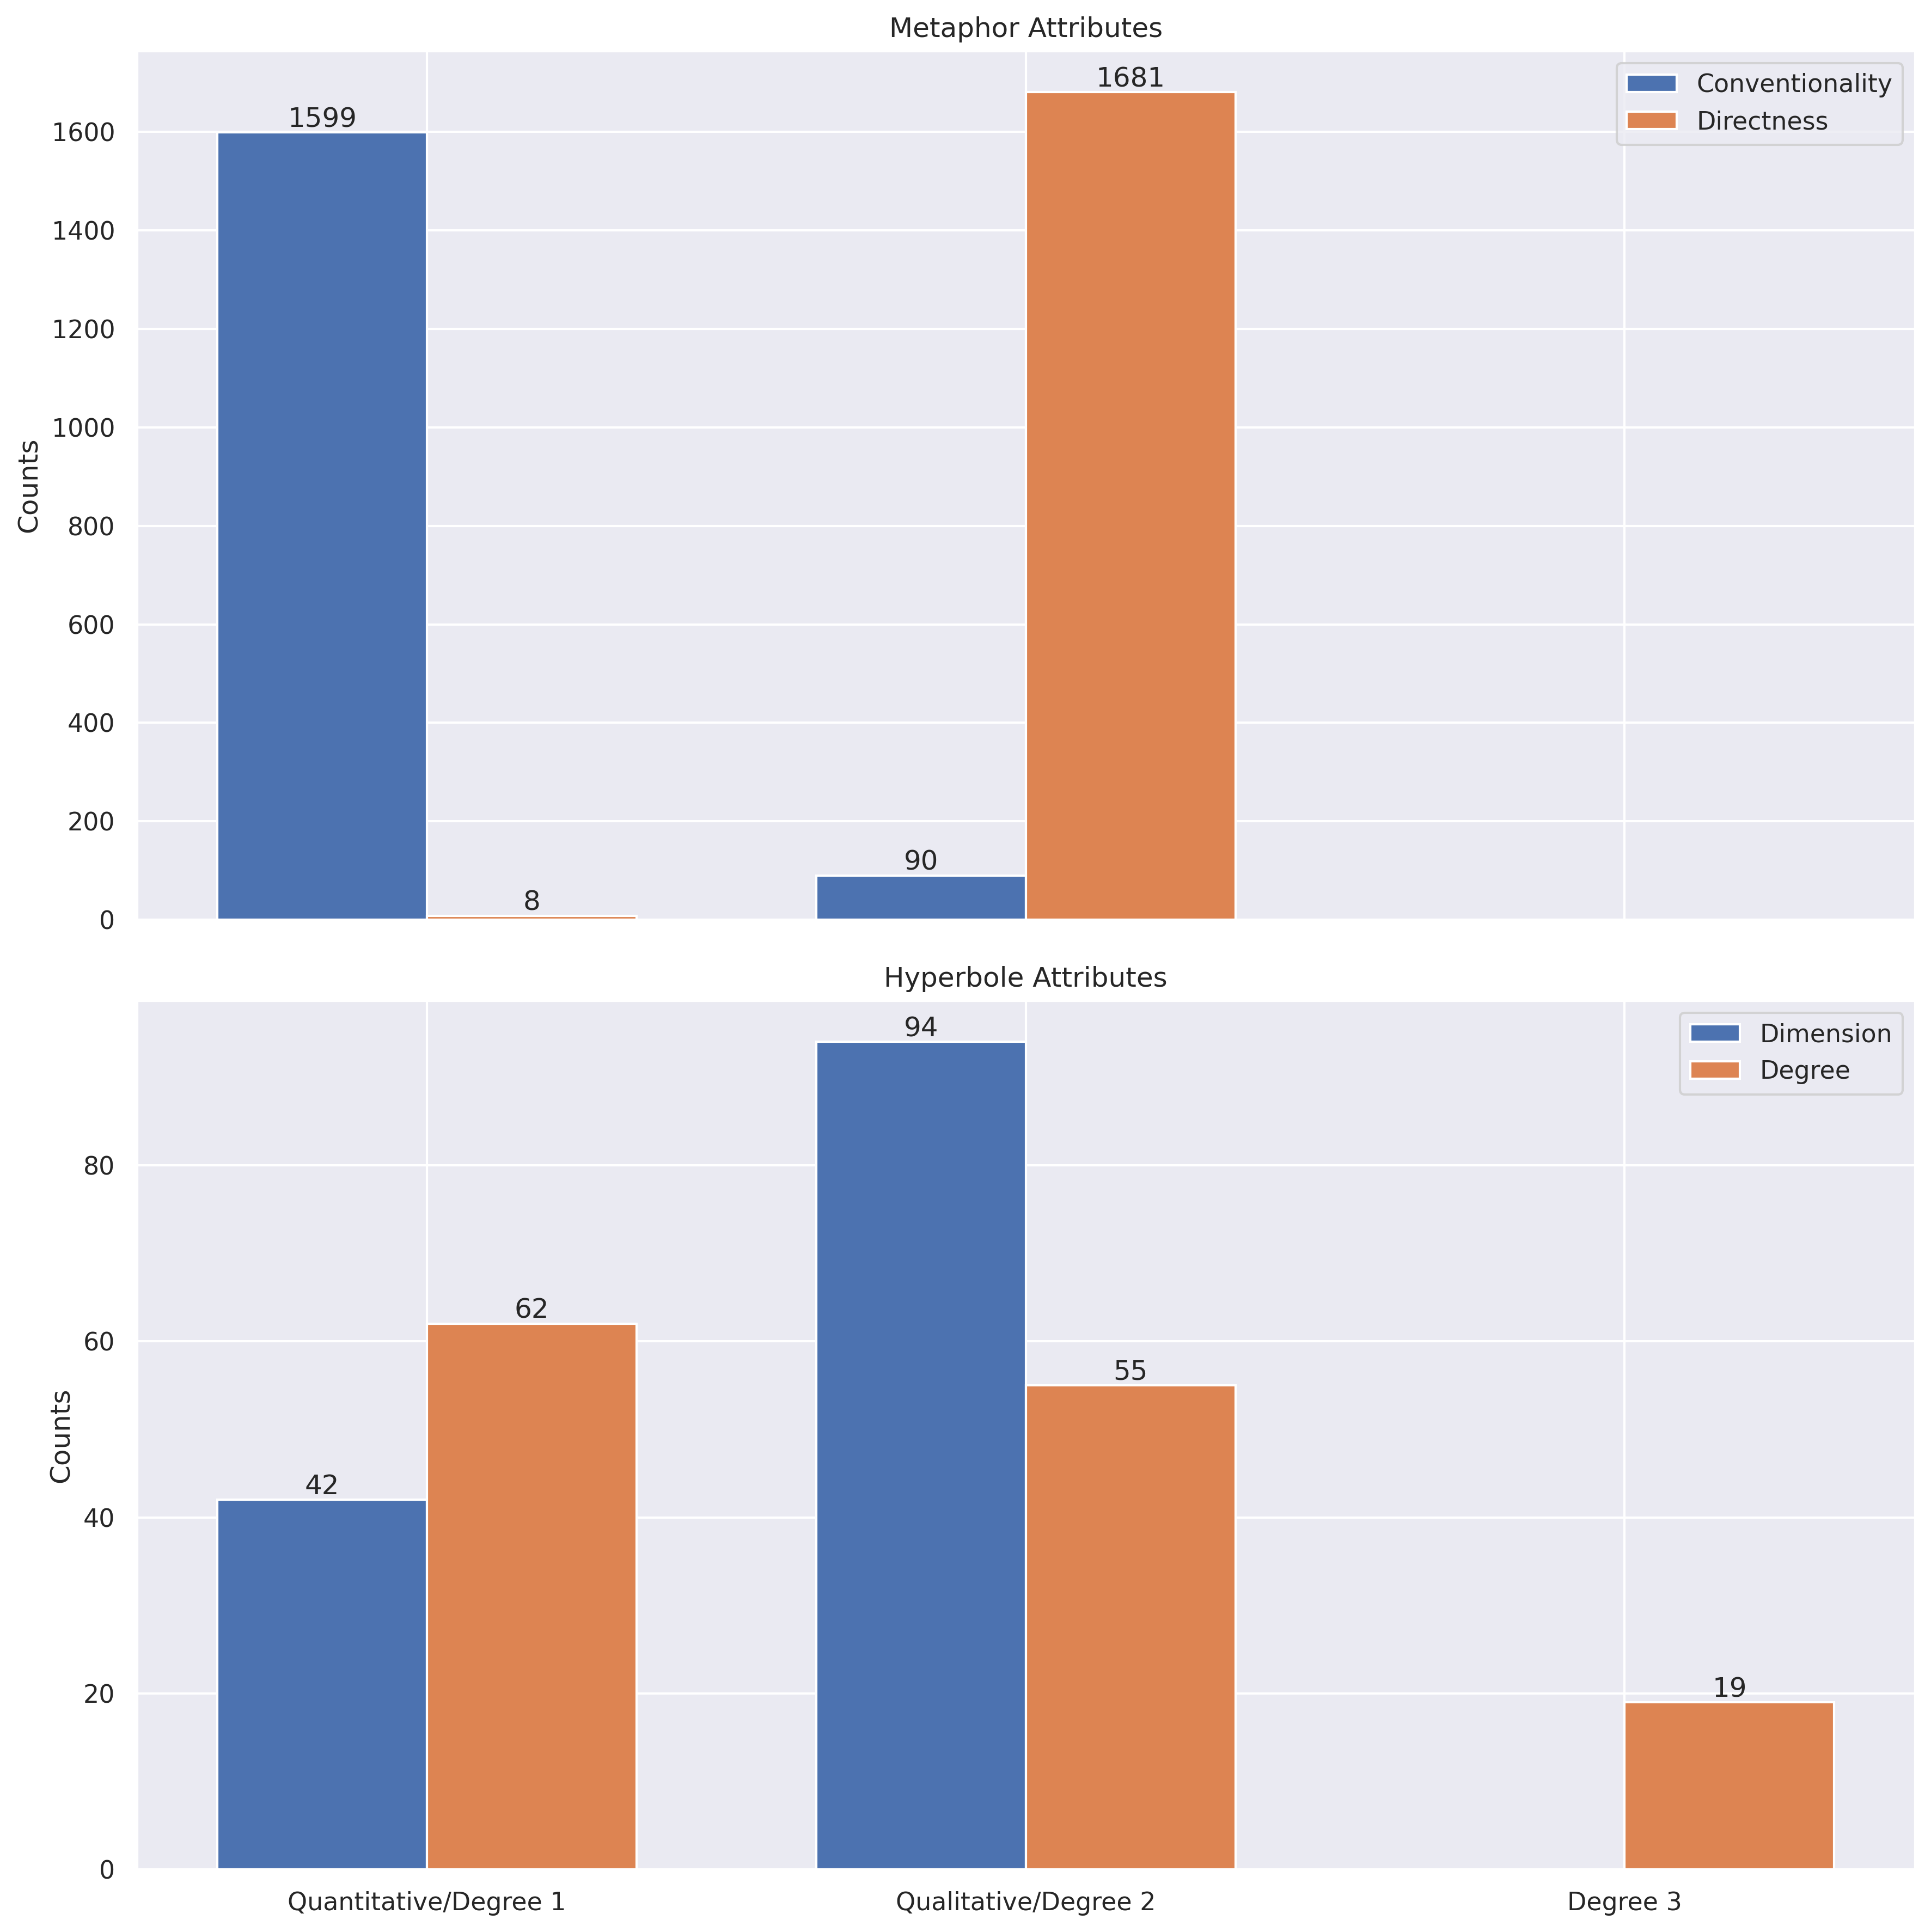 Metaphor Attributes
Conventionality
Directness
Counts
1600
1400
1200
1000
800
600
400
200
0
1599
8
90
1681
Hyperbole Attributes
Dimension
Degree
Counts
80
60
40
20
0
42
62
94
55
19
Quantitative/Degree 1
Qualitative/Degree 2
Degree 3